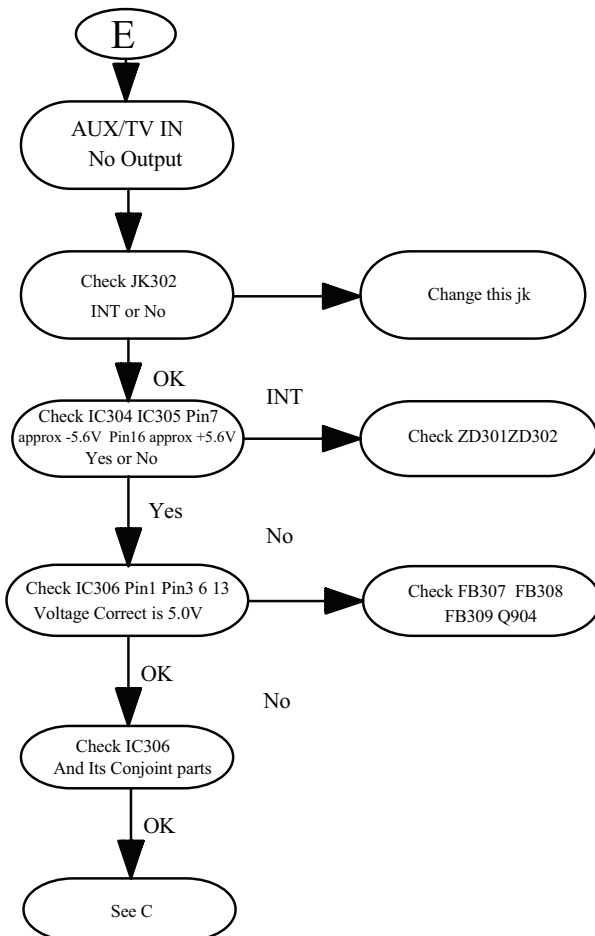 E
AUX/TV IN
No Output
Check JK302
INT or No
Change this jk
OK
INT
Check IC304 IC305 Pin7
approx -5.6V Pin16 approx +5.6V
Yes or No
Check ZD301ZD302
Yes
No
Check IC306 Pin1 Pin3 6 13
Voltage Correct is 5.0V
Check FB307 FB308
FB309 Q904
OK
No
Check IC306
And Its Conjoint parts
OK
See C